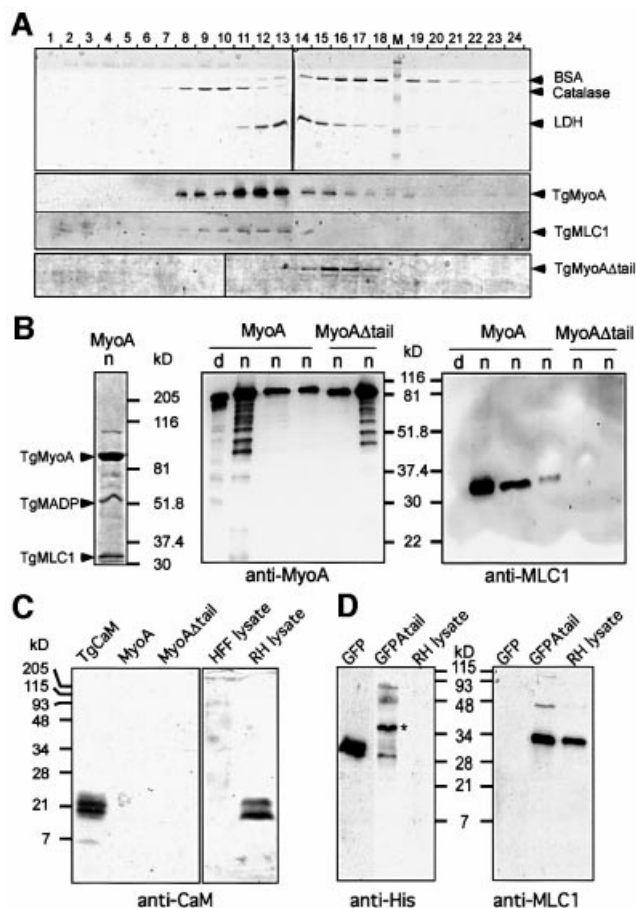 A
1 2 3 4 5 6 7 8 9 10 11 12 13 14 15 16 17 18 M 19 20 21 22 23 24
BSA
Catalase
LDH
TgMyoA
TgMLC1
TgMyoAΔtail
B
MyoA
n
kD
205
116
81
51.8
37.4
30
TgMyoA
TgMADP
TgMLC1
MyoA MyoAΔtail
d n n n n n
anti-MyoA
kD
116
81
51.8
37.4
30
22
MyoA MyoAΔtail
d n n n n n
anti-MLC1
C
kD
205
115
93
48
34
28
21
7
TgCaM MyoA MyoAΔtail HFF lysate RH lysate
anti-CaM
D
GFP GFPAtail RH lysate
*
anti-His
kD
115
93
48
34
28
21
7
GFP GFPAtail RH lysate
anti-MLC1